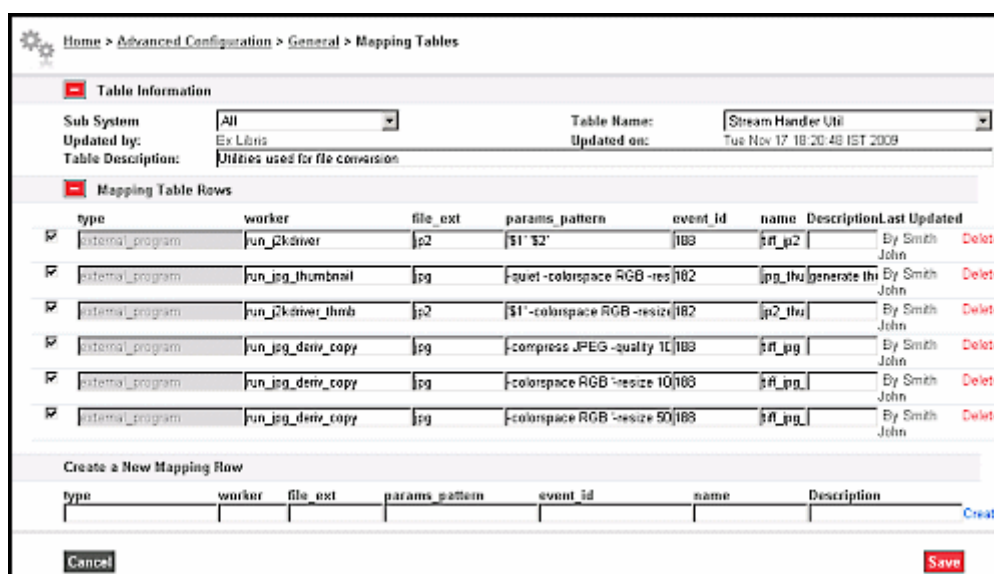 Home > Advanced Configuration > General > Mapping Tables
Table Information
Sub System All Table Name: Stream Handler Util
Updated by: Ex Libris Updated on: Tue Nov 17 18:20:48 IST 2009
Table Description: Utilities used for file conversion
Mapping Table Rows
type worker file_ext params_pattern event_id name Description Last Updated
external_program run_j2kdriver jp2 '$1' '$2' 188 tiff_jp2 By Smith John Delet
external_program run_jpg_thumbnail jpg -quiet -colorspace RGB -res 182 jpg_thu generate th By Smith John Delet
external_program run_j2kdriver_thmb jp2 '$1' -colorspace RGB -resize 182 jp2_thu By Smith John Delet
external_program run_jpg_deriv_copy jpg -compress JPEG -quality 10 188 tiff_jpg By Smith John Delet
external_program run_jpg_deriv_copy jpg -colorspace RGB -resize 10 188 tiff_jpg_ By Smith John Delet
external_program run_jpg_deriv_copy jpg -colorspace RGB -resize 50 188 tiff_jpg_ By Smith John Delet
Create a New Mapping Row
type worker file_ext params_pattern event_id name Description
Creat
Cancel Save